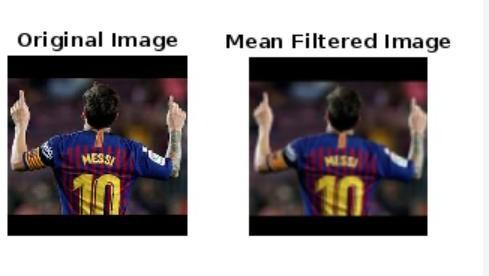 Original Image
Mean Filtered Image
MESSI
10
MESSI
10